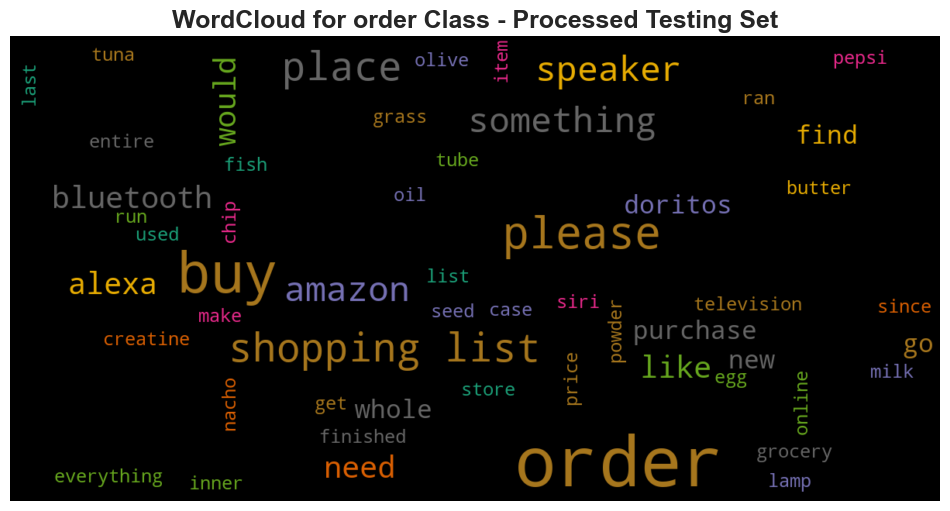 WordCloud for order Class - Processed Testing Set
last
tuna
would
place
olive
item
speaker
pepsi
ran
grass
something
find
entire
fish
tube
butter
bluetooth
oil
doritos
run
used
chip
please
buy
alexa
amazon
list
seed
case
siri
television
since
make
creatine
shopping list
powder
purchase
new
go
like
egg
milk
nacho
get
whole
store
price
online
finished
need
order
grocery
lamp
everything
inner